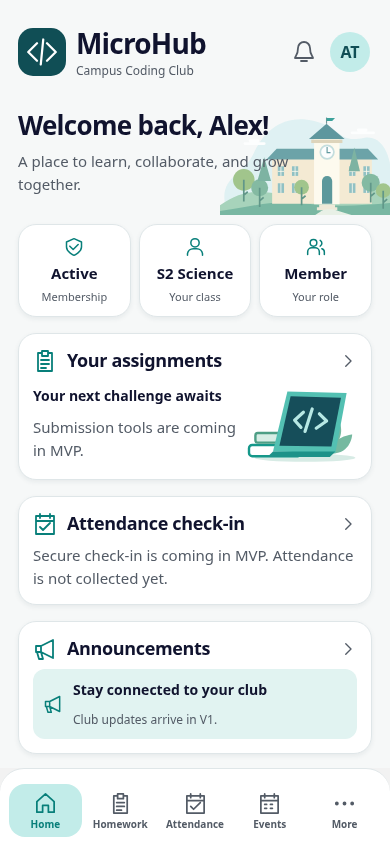 MicroHub
Campus Coding Club
AT
Welcome back, Alex!
A place to learn, collaborate, and grow
together.
Active
Membership
S2 Science
Your class
Member
Your role
Your assignments
Your next challenge awaits
Submission tools are coming
in MVP.
</>
Attendance check-in
Secure check-in is coming in MVP. Attendance
is not collected yet.
Announcements
Stay connected to your club
Club updates arrive in V1.
Home
Homework
Attendance
Events
More